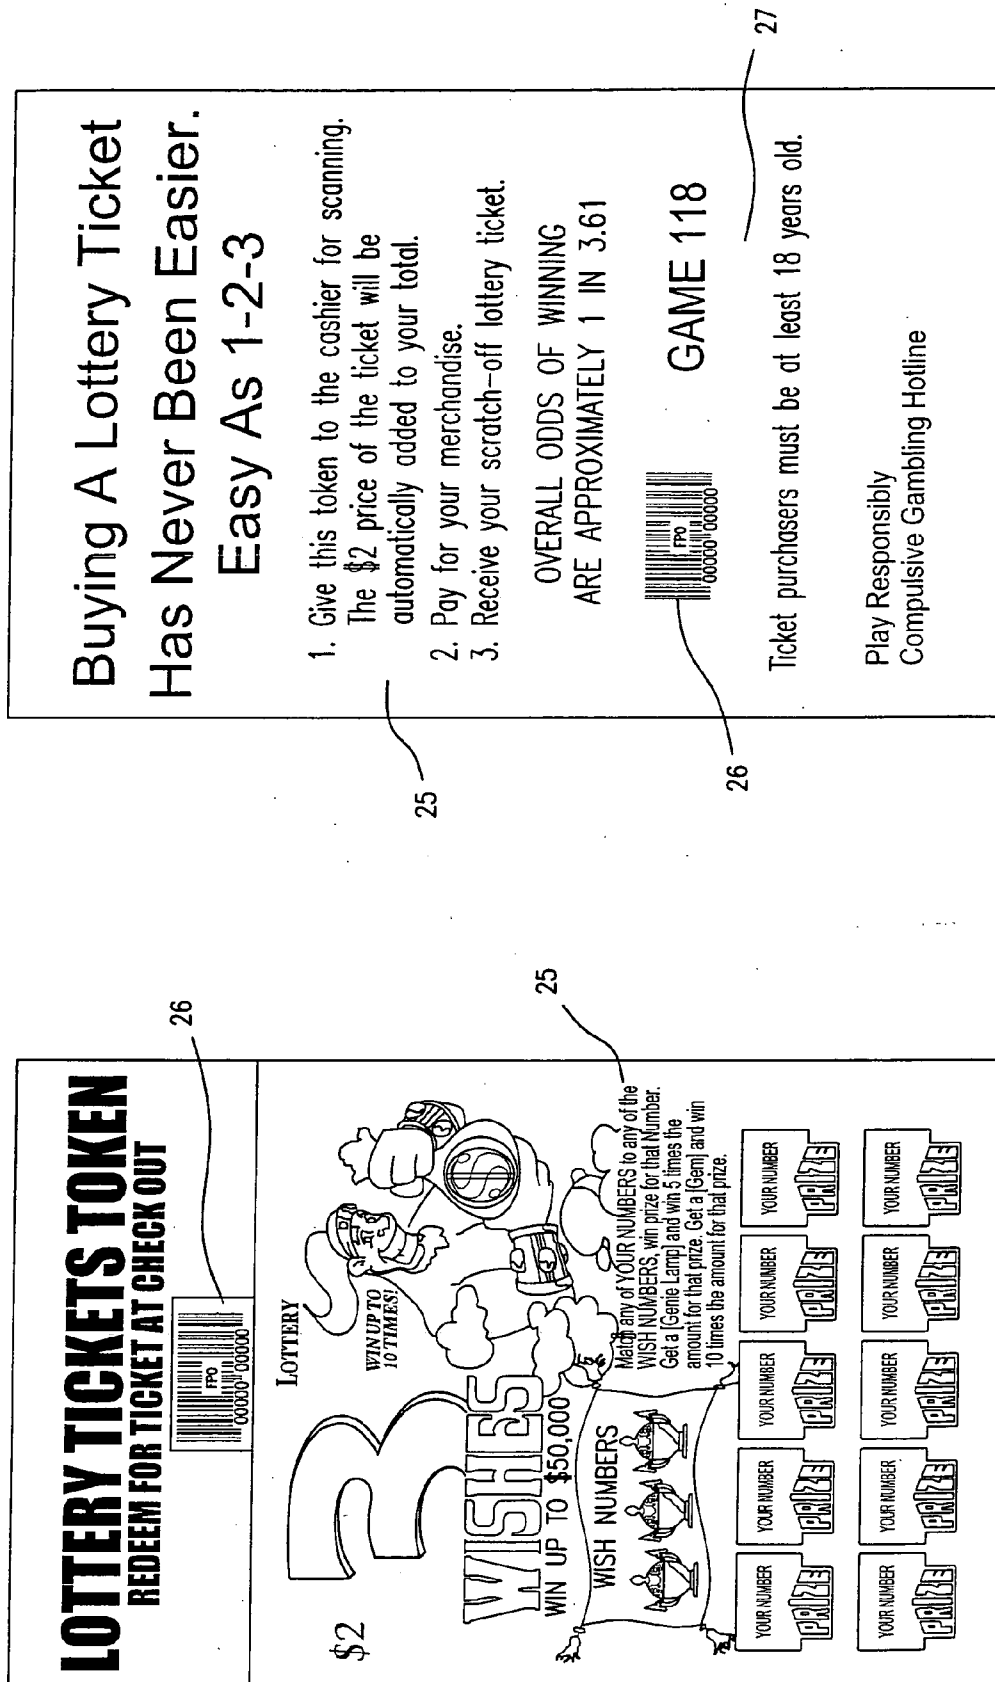 LOTTERY TICKETS TOKEN
REDEEM FOR TICKET AT CHECK OUT
FPO
00000 00000
26
$2
3
WISHES
LOTTERY
WIN UP TO
10 TIMES!
WIN UP TO $50,000
WISH NUMBERS
25
Match any of YOUR NUMBERS to any of the
WISH NUMBERS, win prize for that Number.
Get a [Genie Lamp] and win 5 times the
amount for that prize. Get a [Gem] and win
10 times the amount for that prize.
YOUR NUMBER YOUR NUMBER YOUR NUMBER YOUR NUMBER YOUR NUMBER
PRIZE PRIZE PRIZE PRIZE PRIZE
YOUR NUMBER YOUR NUMBER YOUR NUMBER YOUR NUMBER YOUR NUMBER
PRIZE PRIZE PRIZE PRIZE PRIZE
Buying A Lottery Ticket
Has Never Been Easier.
Easy As 1-2-3
1. Give this token to the cashier for scanning.
The $2 price of the ticket will be
automatically added to your total.
2. Pay for your merchandise.
3. Receive your scratch-off lottery ticket.
25
OVERALL ODDS OF WINNING
ARE APPROXIMATELY 1 IN 3.61
FPO
00000 00000
GAME 118
26
27
Ticket purchasers must be at least 18 years old.
Play Responsibly
Compulsive Gambling Hotline